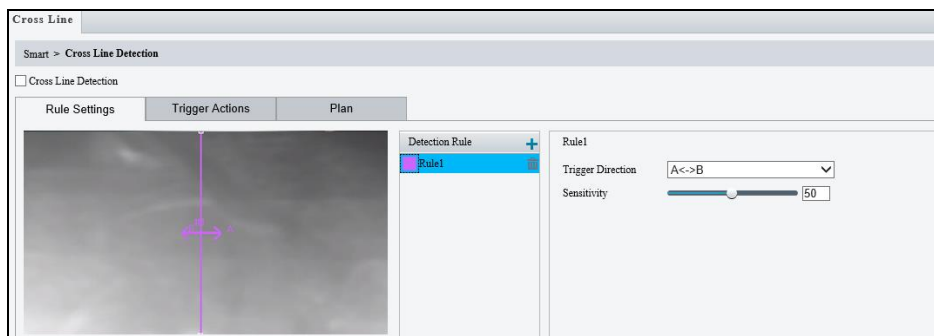 Cross Line
Smart > Cross Line Detection
Cross Line Detection
Rule Settings
Trigger Actions
Plan
Detection Rule +
Rule1
Rule1
Trigger Direction A<->B
Sensitivity 50